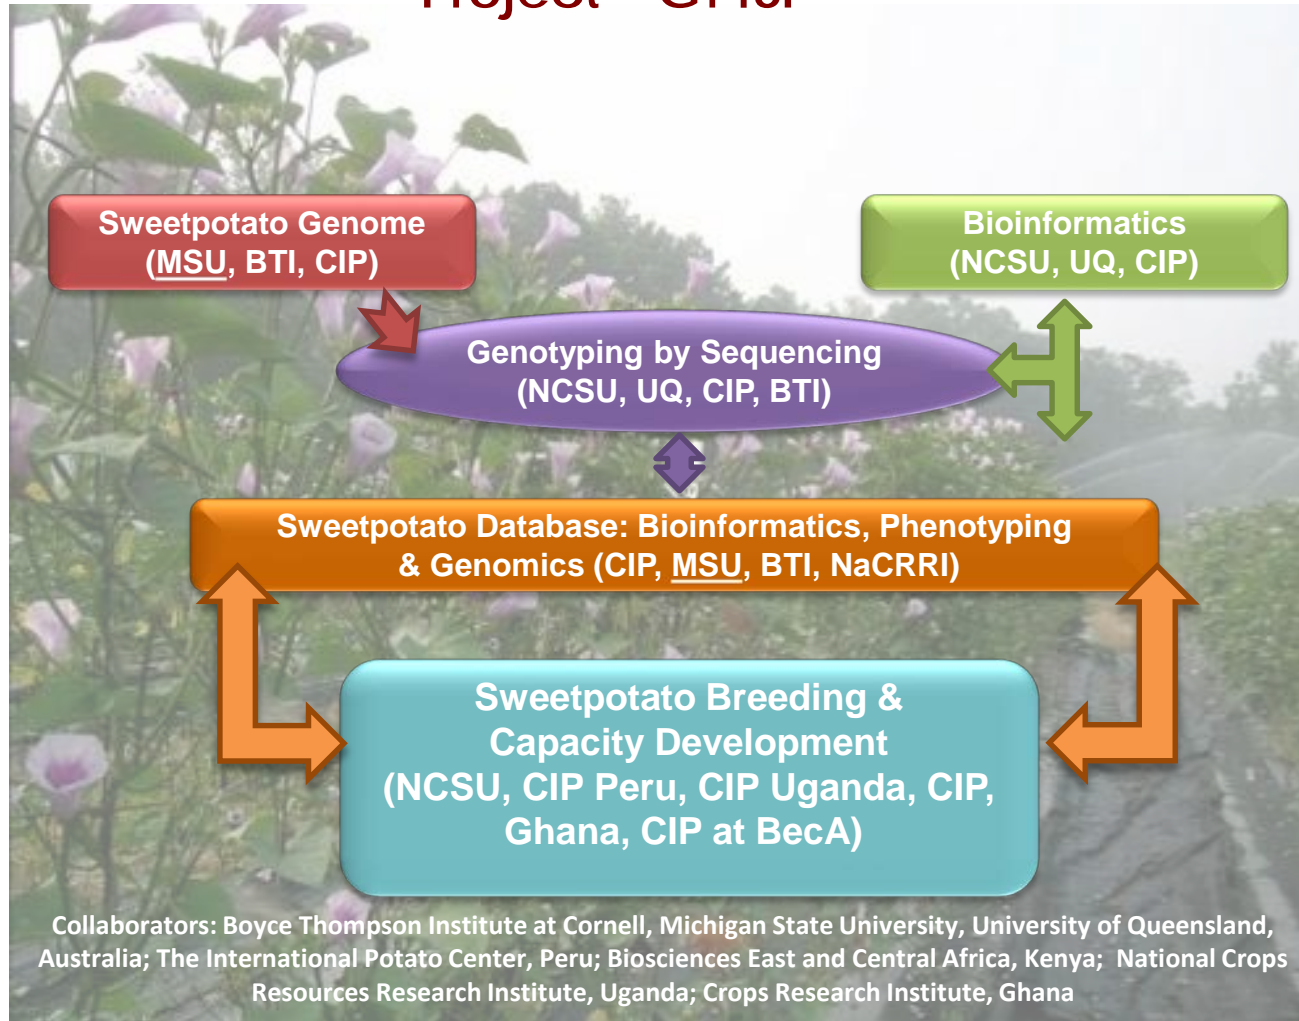 Project - GT4SP
Sweetpotato Genome
(MSU, BTI, CIP)
Bioinformatics
(NCSU, UQ, CIP)
Genotyping by Sequencing
(NCSU, UQ, CIP, BTI)
Sweetpotato Database: Bioinformatics, Phenotyping
& Genomics (CIP, MSU, BTI, NaCRRI)
Sweetpotato Breeding &
Capacity Development
(NCSU, CIP Peru, CIP Uganda, CIP,
Ghana, CIP at BecA)
Collaborators: Boyce Thompson Institute at Cornell, Michigan State University, University of Queensland,
Australia; The International Potato Center, Peru; Biosciences East and Central Africa, Kenya; National Crops
Resources Research Institute, Uganda; Crops Research Institute, Ghana